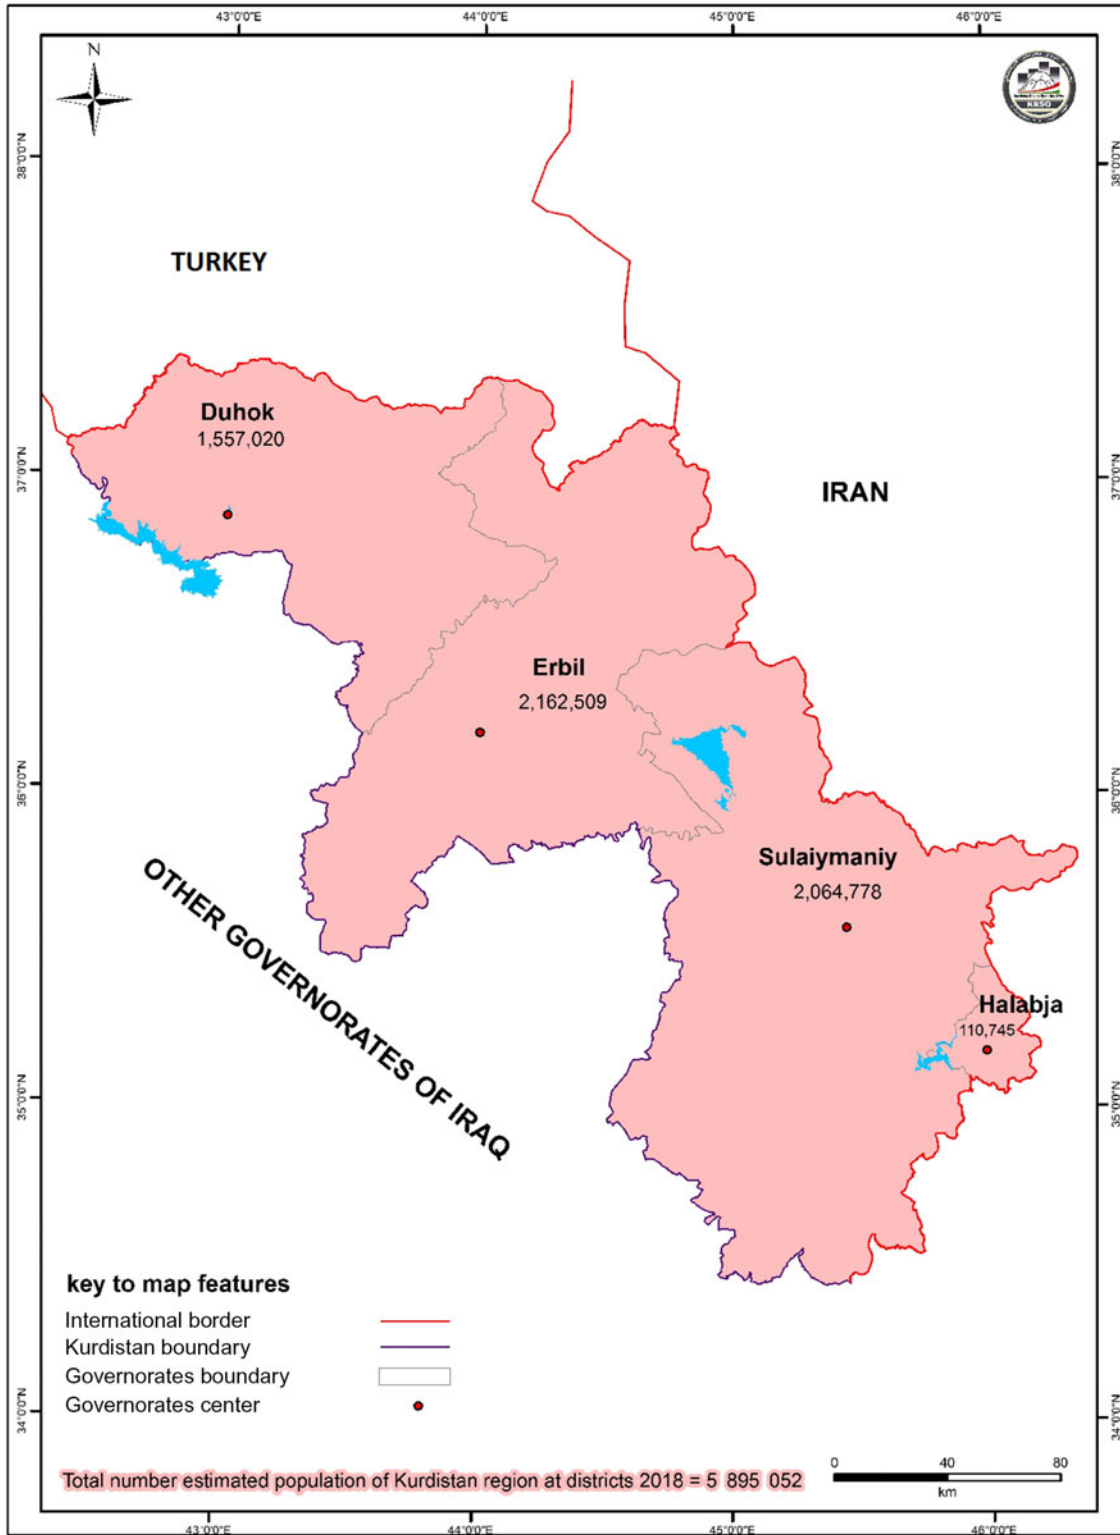 43°0'0"E 44°0'0"E 45°0'0"E 46°0'0"E
N
KRSO
38°0'0"N 38°0'0"N
TURKEY
Duhok
1,557,020
37°0'0"N 37°0'0"N
IRAN
Erbil
2,162,509
36°0'0"N 36°0'0"N
Sulaiymaniy
2,064,778
OTHER GOVERNORATES OF IRAQ
Halabja
110,745
35°0'0"N 35°0'0"N
key to map features
International border
Kurdistan boundary
Governorates boundary
Governorates center
34°0'0"N 34°0'0"N
Total number estimated population of Kurdistan region at districts 2018 = 5 895 052
0 40 80
km
43°0'0"E 44°0'0"E 45°0'0"E 46°0'0"E